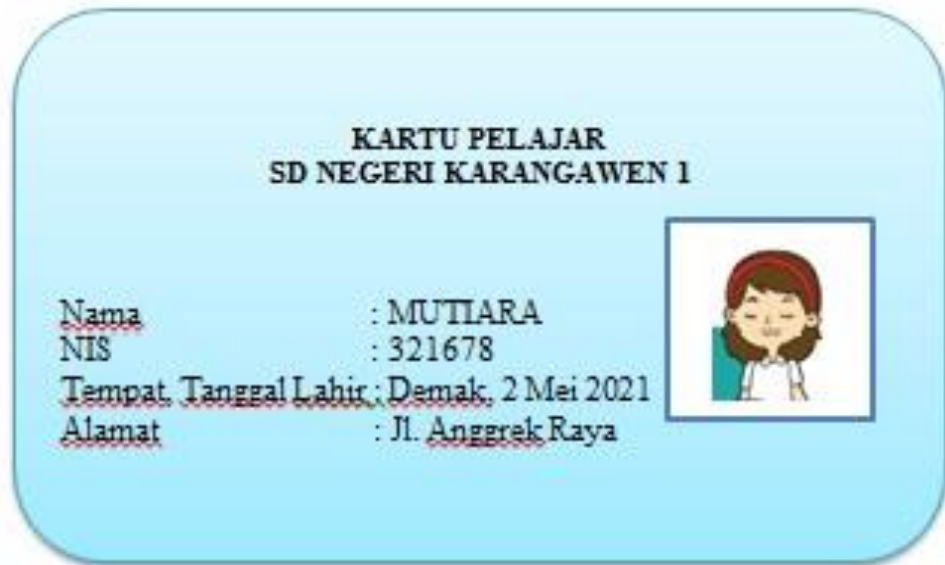 KARTU PELAJAR
SD NEGERI KARANGAWEN 1
Nama : MUTIARA
NIS : 321678
Tempat, Tanggal Lahir : Demak, 2 Mei 2021
Alamat : Jl. Anggrek Raya